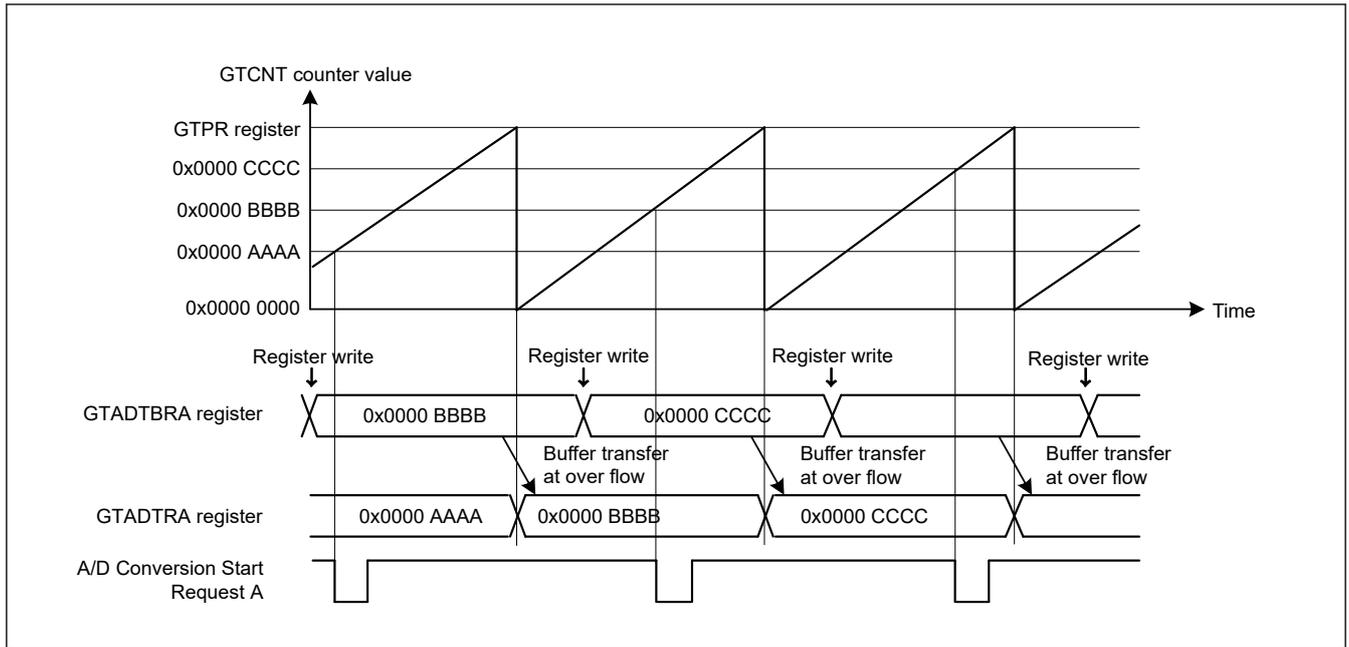 GTCNT counter value
GTPR register
0x0000 CCCC
0x0000 BBBB
0x0000 AAAA
0x0000 0000
Time
Register write
Register write
Register write
Register write
GTADTBRA register
0x0000 BBBB
0x0000 CCCC
Buffer transfer
at over flow
Buffer transfer
at over flow
Buffer transfer
at over flow
GTADTRA register
0x0000 AAAA
0x0000 BBBB
0x0000 CCCC
A/D Conversion Start
Request A